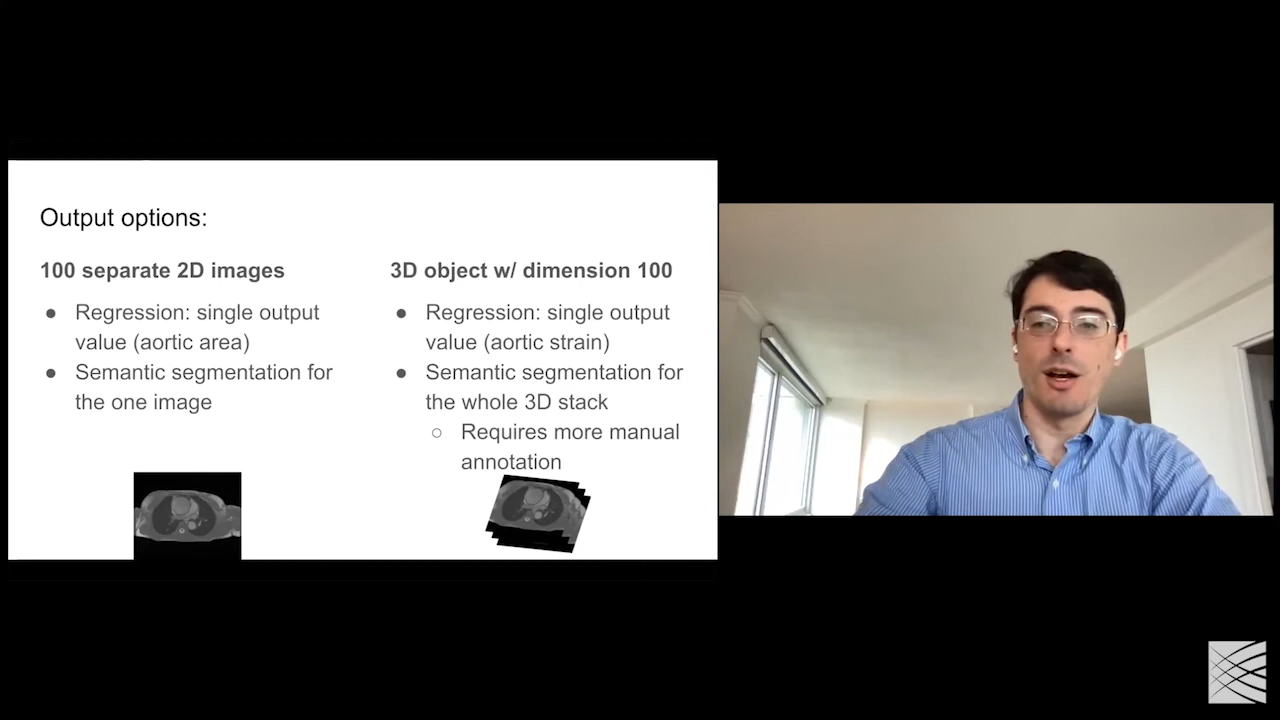 Output options:
100 separate 2D images
● Regression: single output
value (aortic area)
● Semantic segmentation for
the one image
3D object w/ dimension 100
● Regression: single output
value (aortic strain)
● Semantic segmentation for
the whole 3D stack
○ Requires more manual
annotation